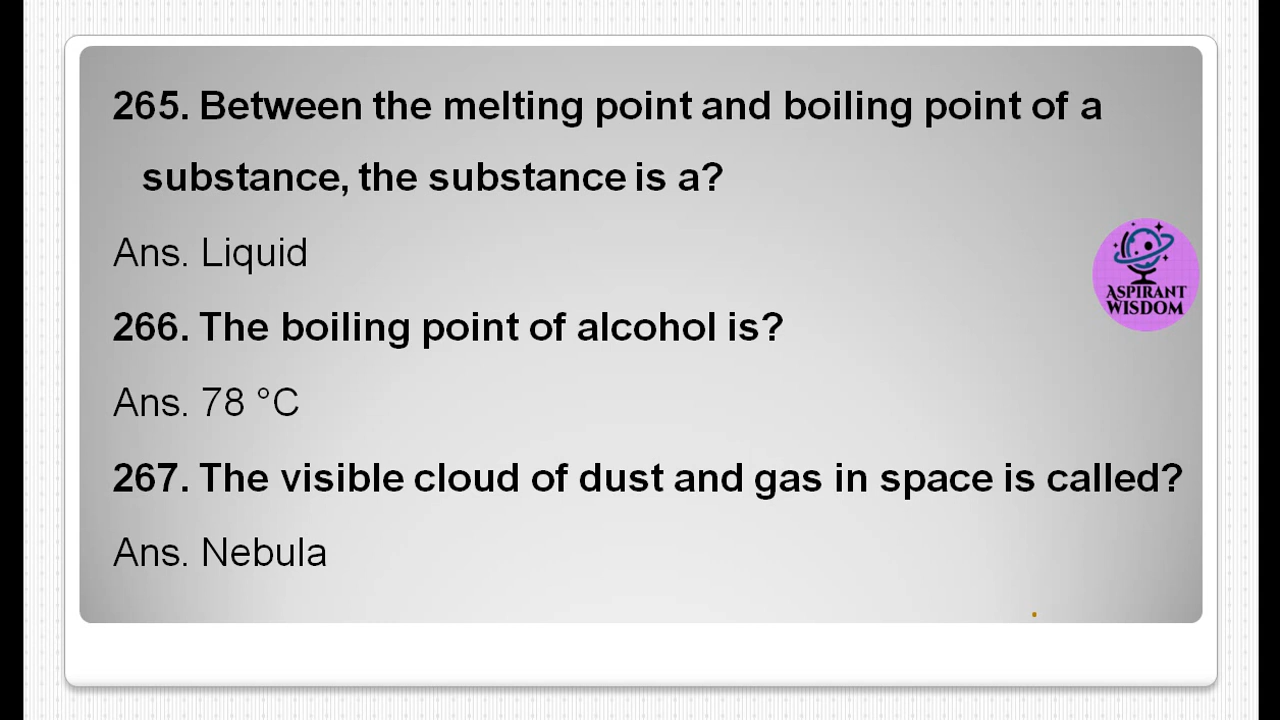 265. Between the melting point and boiling point of a
substance, the substance is a?
Ans. Liquid
266. The boiling point of alcohol is?
Ans. 78 °C
267. The visible cloud of dust and gas in space is called?
Ans. Nebula
ASPIRANT
WISDOM